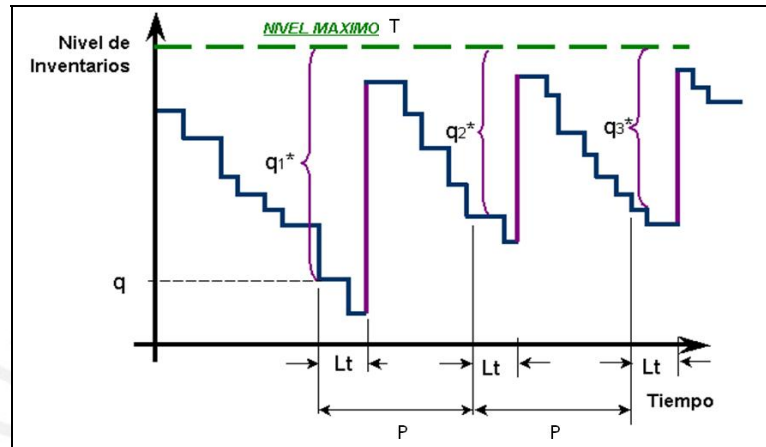 NIVEL MAXIMO T
Nivel de
Inventarios
q1*
q2*
q3*
q
Lt
Lt
Lt
Tiempo
P
P